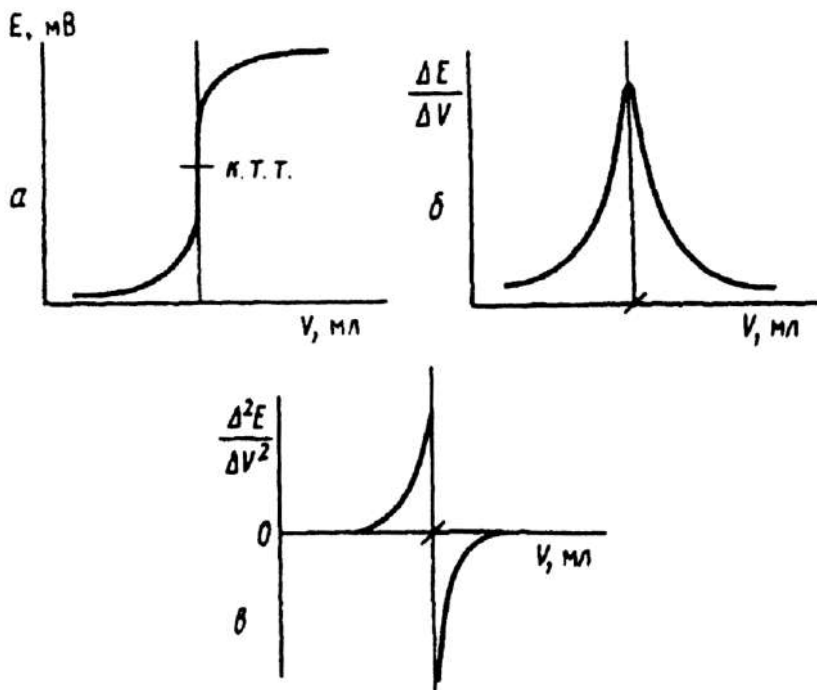 E, мВ
к.т.т.
а
V, мл
ΔE
ΔV
б
V, мл
Δ²E
ΔV²
0
V, мл
в